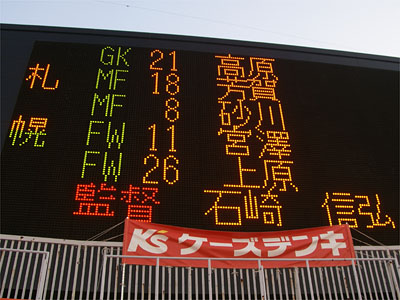 札幌
GK 21 高原
MF 18 芳賀
MF 8 砂川
FW 11 宮澤
FW 26 上原
監督 石崎 信弘
K's ケーズデンキ